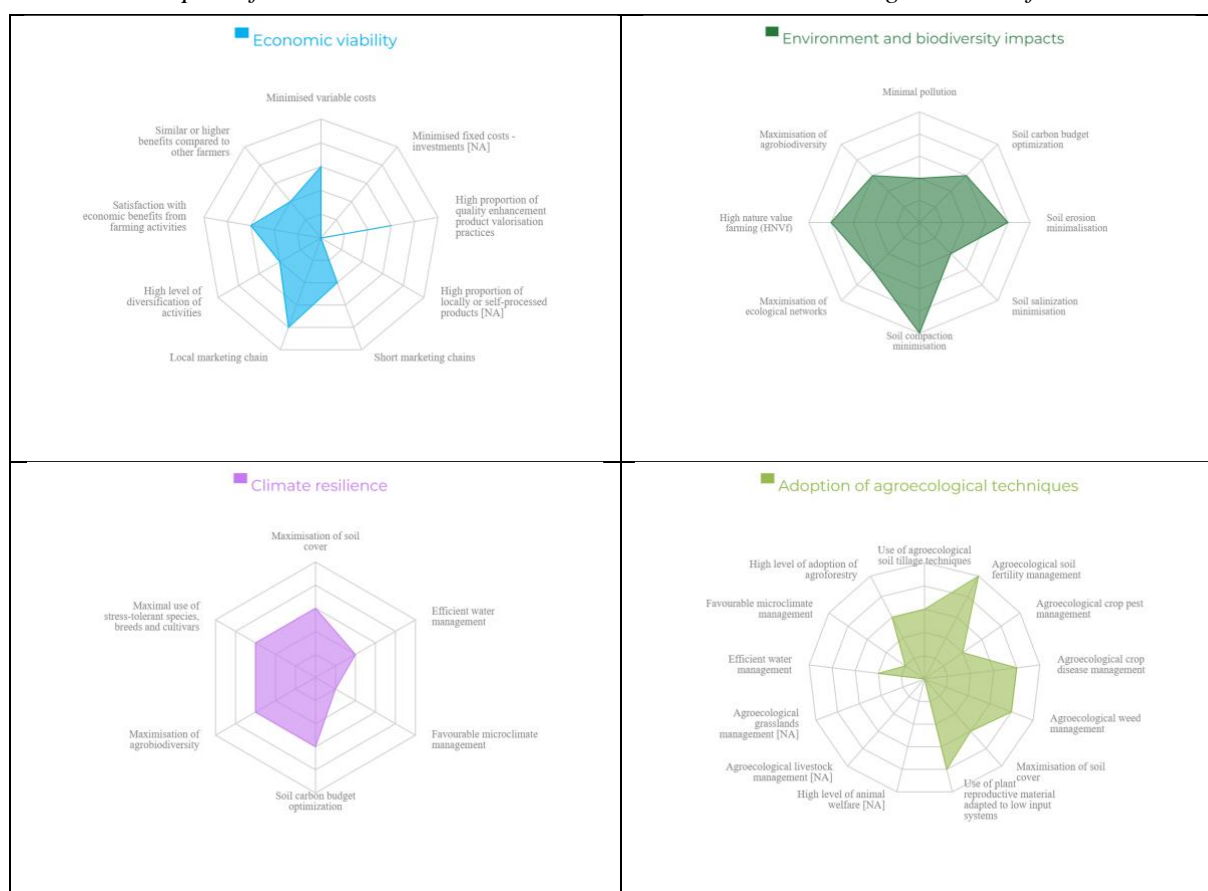 Economic viability
Minimised variable costs
Similar or higher
benefits compared to
other farmers
Minimised fixed costs -
investments [NA]
Satisfaction with
economic benefits from
farming activities
High proportion of
quality enhancement
product valorisation
practices
High level of
diversification of
activities
High proportion of
locally or self-processed
products [NA]
Local marketing chain
Short marketing chains
Environment and biodiversity impacts
Minimal pollution
Maximisation of
agrobiodiversity
Soil carbon budget
optimization
High nature value
farming (HNVf)
Soil erosion
minimalisation
Maximisation of
ecological networks
Soil salinization
minimisation
Soil compaction
minimisation
Climate resilience
Maximisation of soil
cover
Maximal use of
stress-tolerant species,
breeds and cultivars
Efficient water
management
Maximisation of
agrobiodiversity
Favourable microclimate
management
Soil carbon budget
optimization
Adoption of agroecological techniques
Use of agroecological
soil tillage techniques
High level of adoption of
agroforestry
Agroecological soil
fertility management
Favourable microclimate
management
Agroecological crop pest
management
Efficient water
management
Agroecological crop
disease management
Agroecological
grasslands
management [NA]
Agroecological weed
management
Agroecological livestock
management [NA]
Maximisation of soil
cover
High level of animal
welfare [NA]
Use of plant
reproductive material
adapted to low input
systems